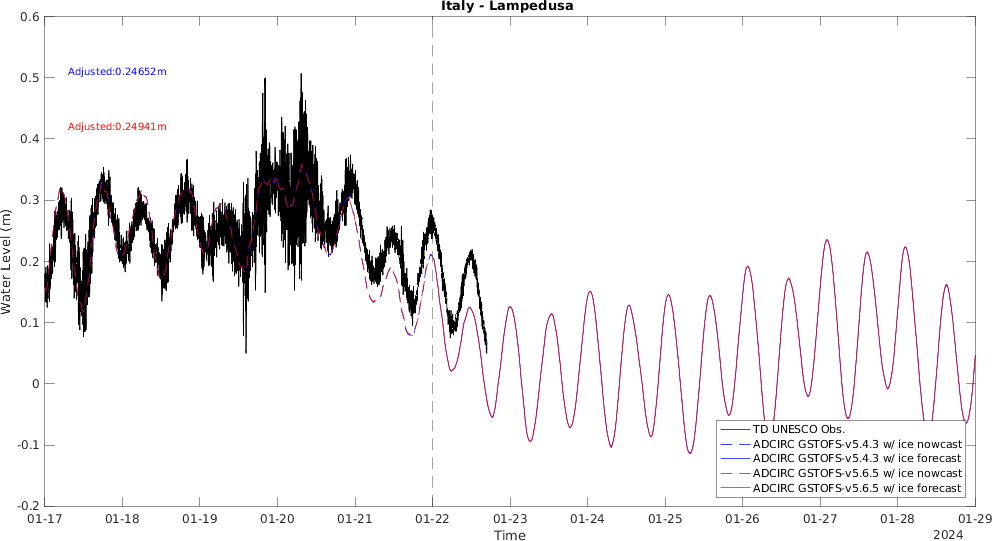 Italy - Lampedusa
Water Level (m)
0.6
0.5
0.4
0.3
0.2
0.1
0
-0.1
-0.2
Adjusted:0.24652m
Adjusted:0.24941m
TD UNESCO Obs.
ADCIRC GSTOFS-v5.4.3 w/ ice nowcast
ADCIRC GSTOFS-v5.4.3 w/ ice forecast
ADCIRC GSTOFS-v5.6.5 w/ ice nowcast
ADCIRC GSTOFS-v5.6.5 w/ ice forecast
01-17 01-18 01-19 01-20 01-21 01-22 01-23 01-24 01-25 01-26 01-27 01-28 01-29
Time
2024